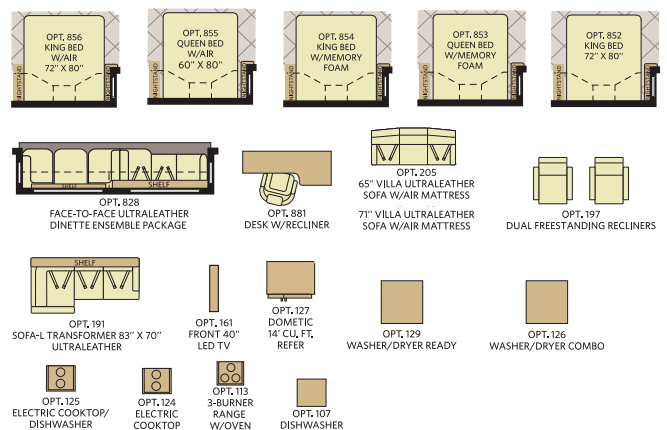 OPT. 856
KING BED
W/AIR
72" X 80"
NIGHTSTAND
OPT. 855
QUEEN BED
W/AIR
60" X 80"
OPT. 854
KING BED
W/MEMORY
FOAM
NIGHTSTAND
OPT. 853
QUEEN BED
W/MEMORY
FOAM
NIGHTSTAND
OPT. 852
KING BED
72" X 80"
NIGHTSTAND
SHELF
OPT. 828
FACE-TO-FACE ULTRALEATHER
DINETTE ENSEMBLE PACKAGE
OPT. 881
DESK W/RECLINER
OPT. 205
65" VILLA ULTRALEATHER
SOFA W/AIR MATTRESS
71" VILLA ULTRALEATHER
SOFA W/AIR MATTRESS
OPT. 197
DUAL FREESTANDING RECLINERS
SHELF
OPT. 191
SOFA-L TRANSFORMER 83" X 70"
ULTRALEATHER
OPT. 161
FRONT 40"
LED TV
OPT. 127
DOMETIC
14' CU. FT.
REFER
OPT. 129
WASHER/DRYER READY
OPT. 126
WASHER/DRYER COMBO
OPT. 125
ELECTRIC COOKTOP/
DISHWASHER
OPT. 124
ELECTRIC
COOKTOP
OPT. 113
3-BURNER
RANGE
W/OVEN
OPT. 107
DISHWASHER